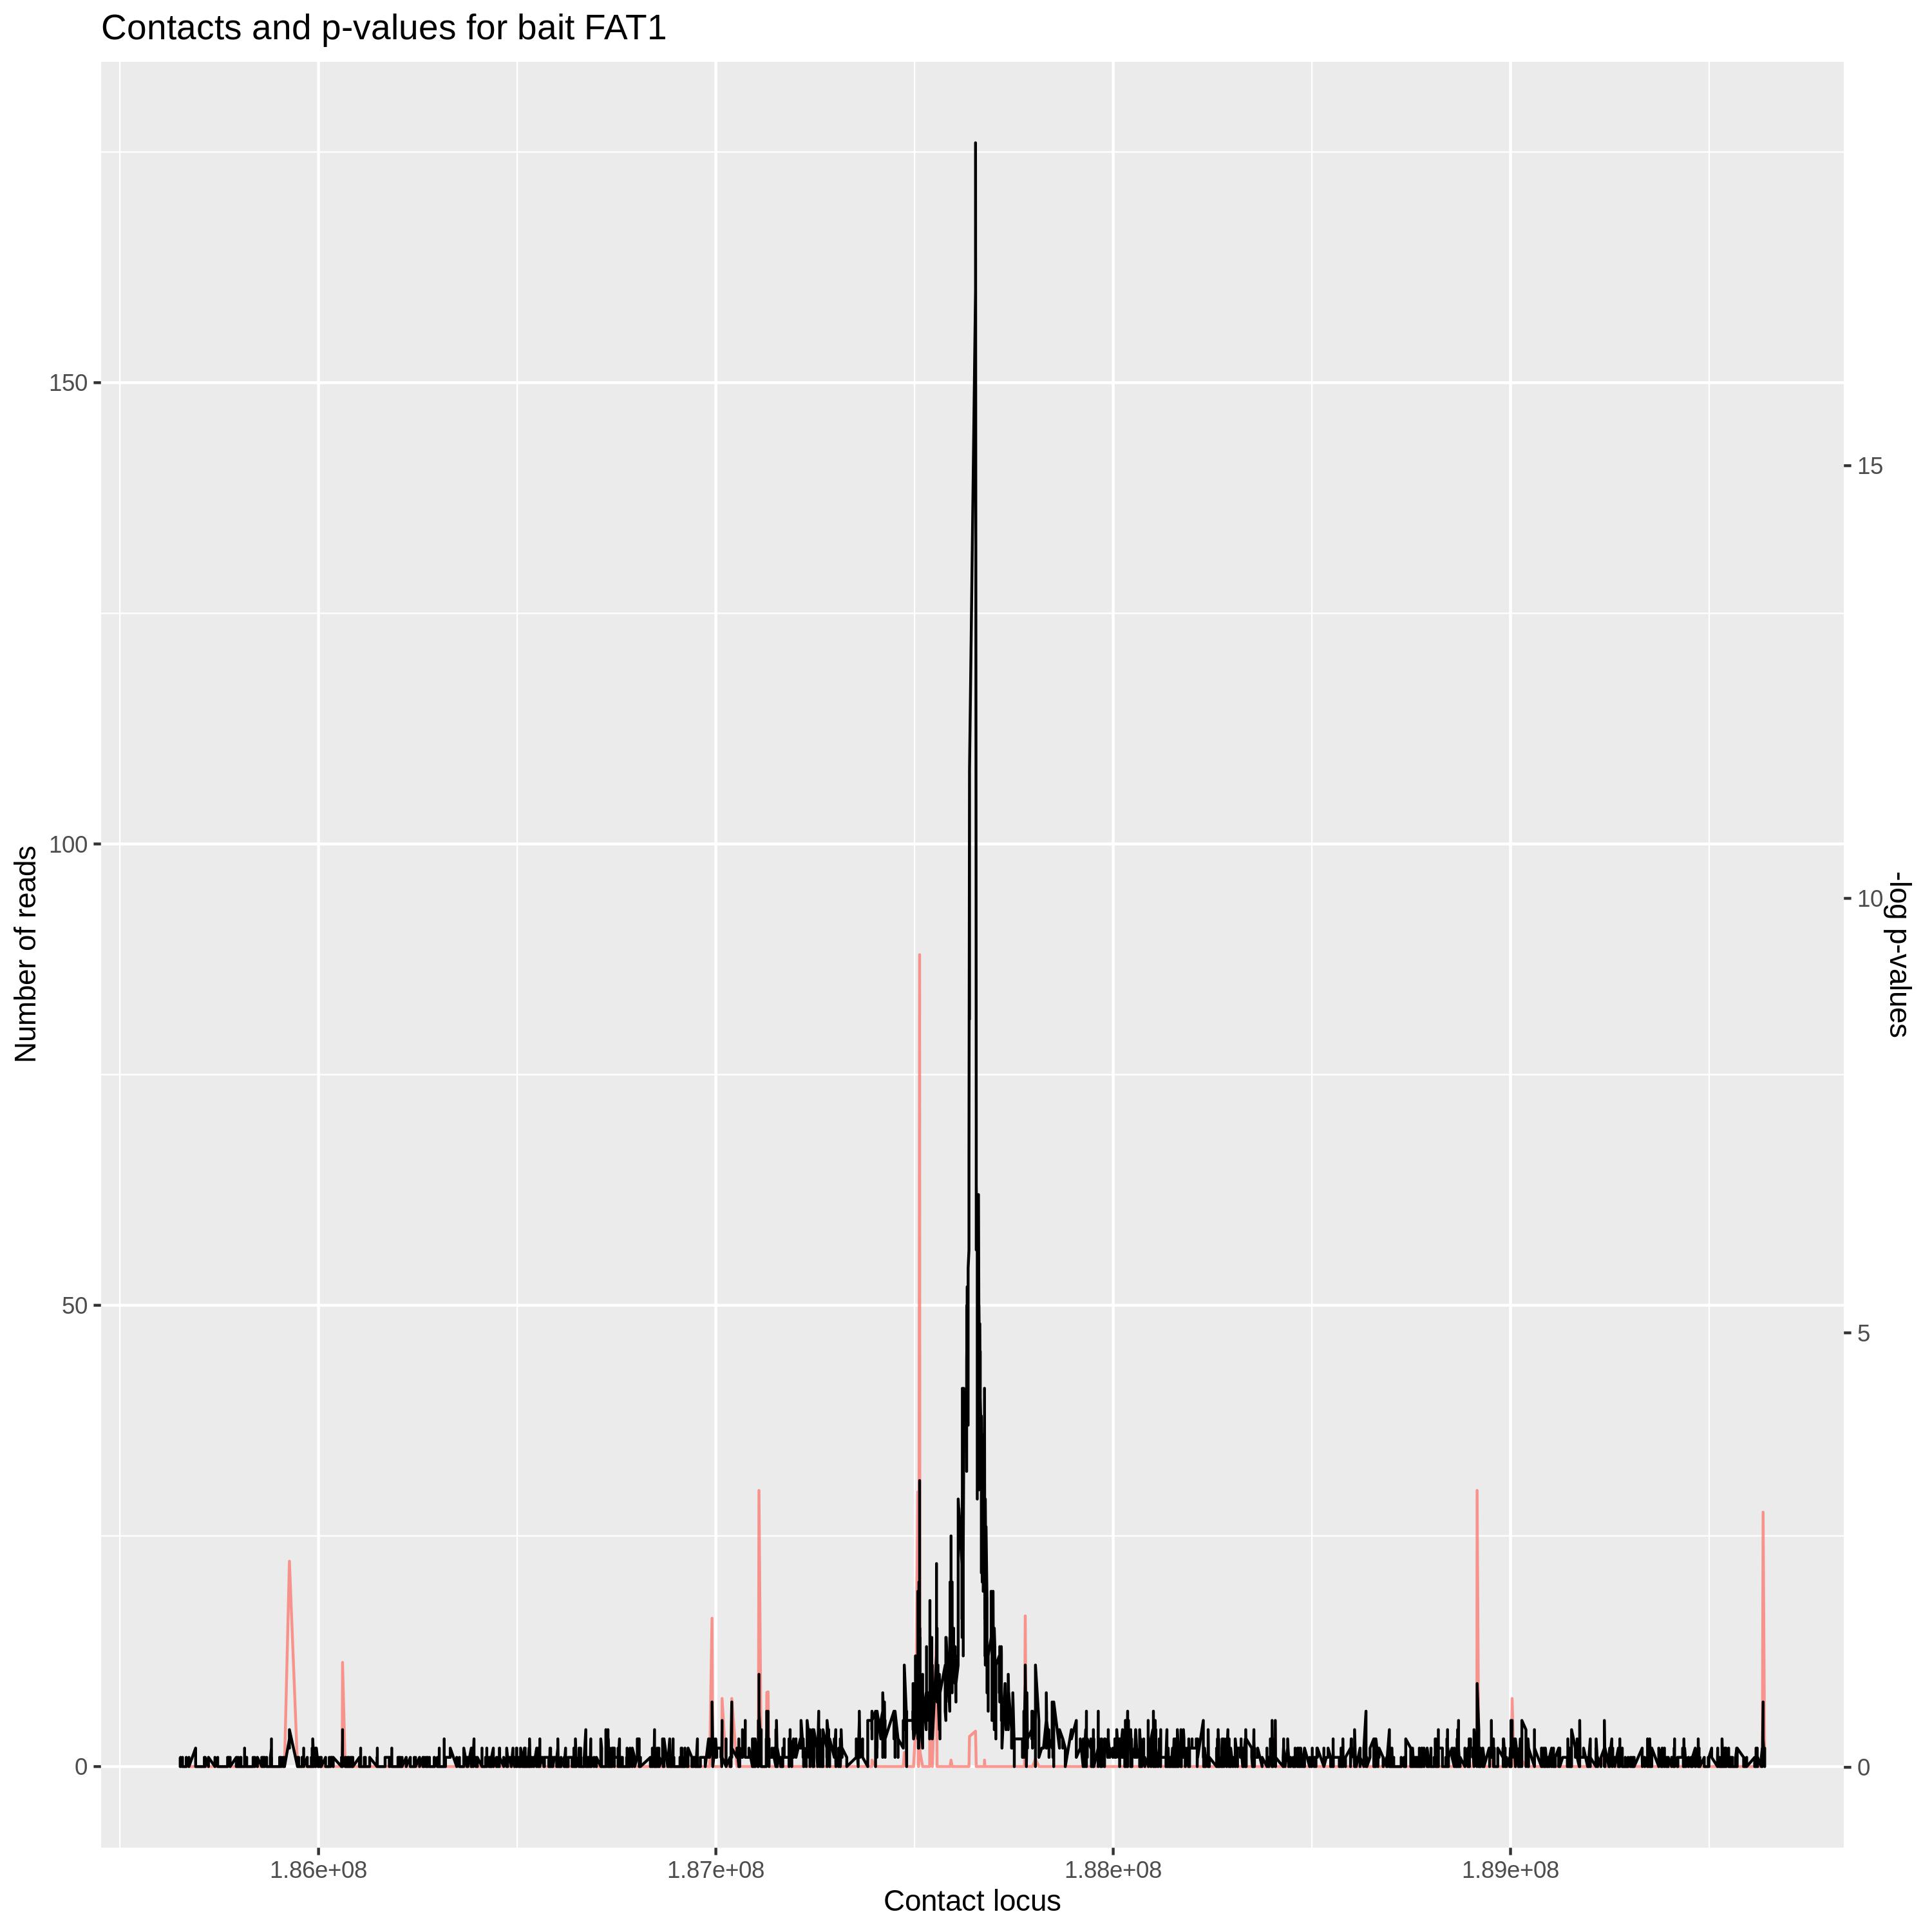 Contacts and p-values for bait FAT1
150
100
50
0
Number of reads
15
10
5
0
-log p-values
1.86e+08
1.87e+08
1.88e+08
1.89e+08
Contact locus